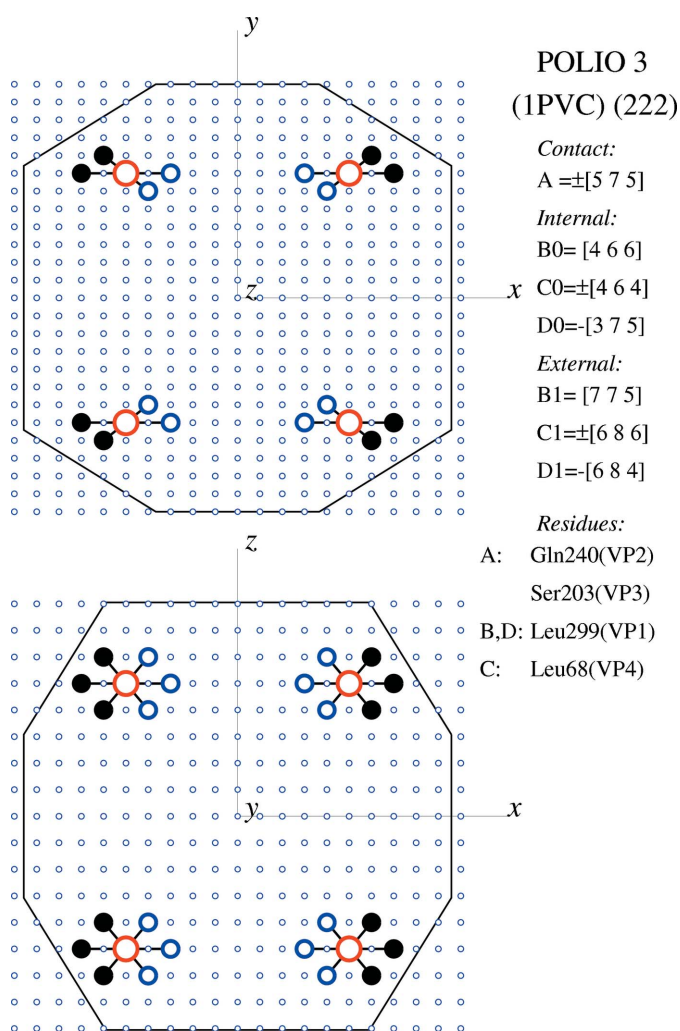 y
POLIO 3
(1PVC) (222)
Contact:
A =±[5 7 5]
Internal:
B0= [4 6 6]
z
x
C0=±[4 6 4]
D0=-[3 7 5]
External:
B1= [7 7 5]
C1=±[6 8 6]
D1=-[6 8 4]
Residues:
z
A: Gln240(VP2)
Ser203(VP3)
B,D: Leu299(VP1)
C: Leu68(VP4)
y
x